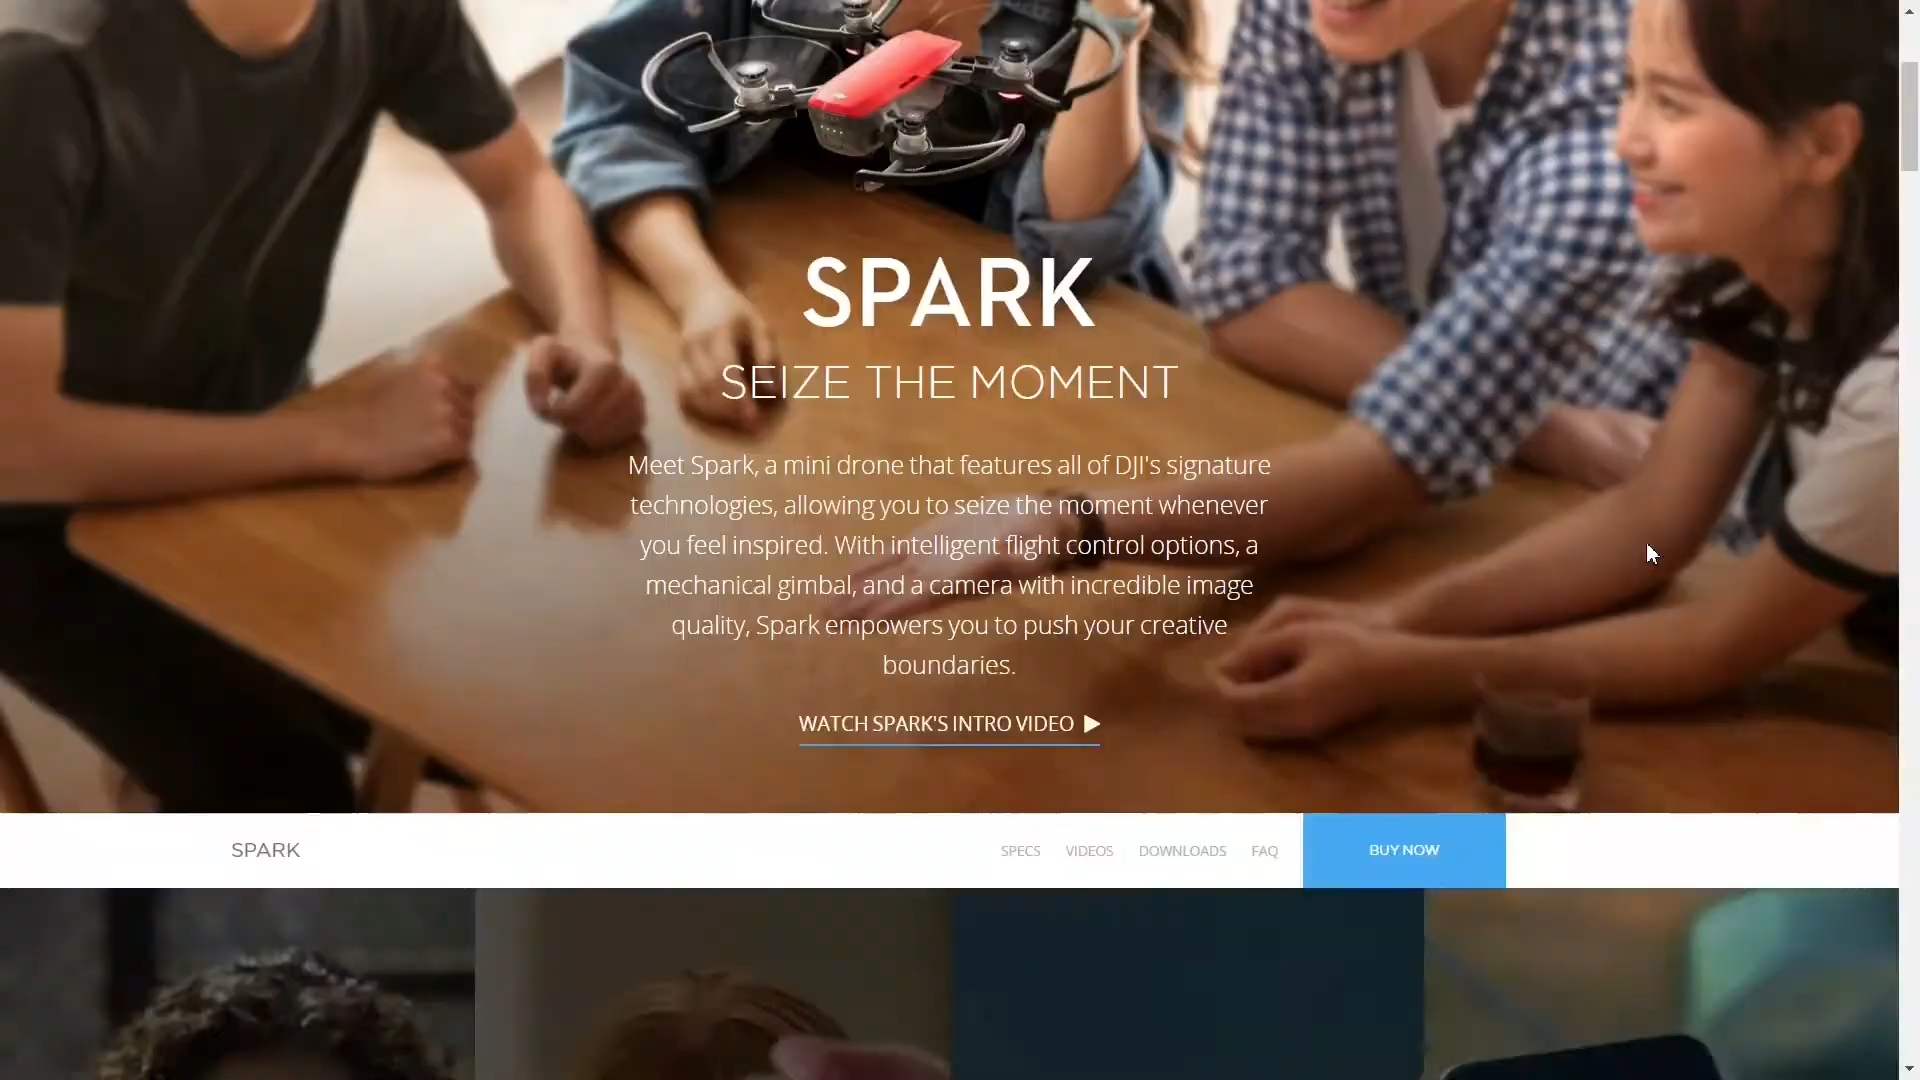 SPARK
SEIZE THE MOMENT
Meet Spark, a mini drone that features all of DJI's signature
technologies, allowing you to seize the moment whenever
you feel inspired. With intelligent flight control options, a
mechanical gimbal, and a camera with incredible image
quality, Spark empowers you to push your creative
boundaries.
WATCH SPARK'S INTRO VIDEO
SPARK
SPECS
VIDEOS
DOWNLOADS
FAQ
BUY NOW